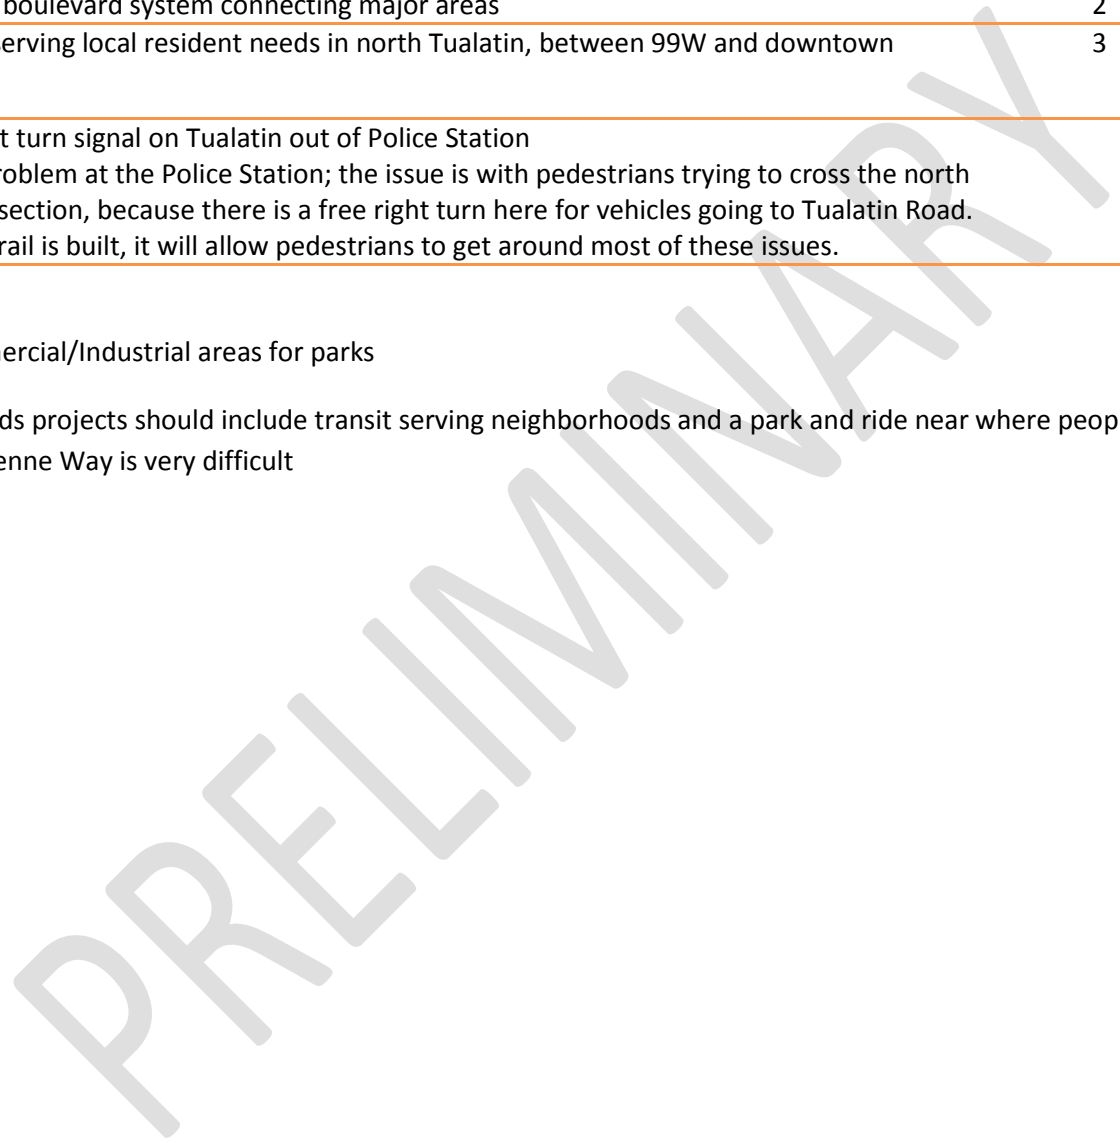 boulevard system connecting major areas 2
serving local resident needs in north Tualatin, between 99W and downtown 3
t turn signal on Tualatin out of Police Station
roblem at the Police Station; the issue is with pedestrians trying to cross the north
section, because there is a free right turn here for vehicles going to Tualatin Road.
rail is built, it will allow pedestrians to get around most of these issues.
ercial/Industrial areas for parks
ds projects should include transit serving neighborhoods and a park and ride near where peop
enne Way is very difficult
PRELIMINARY